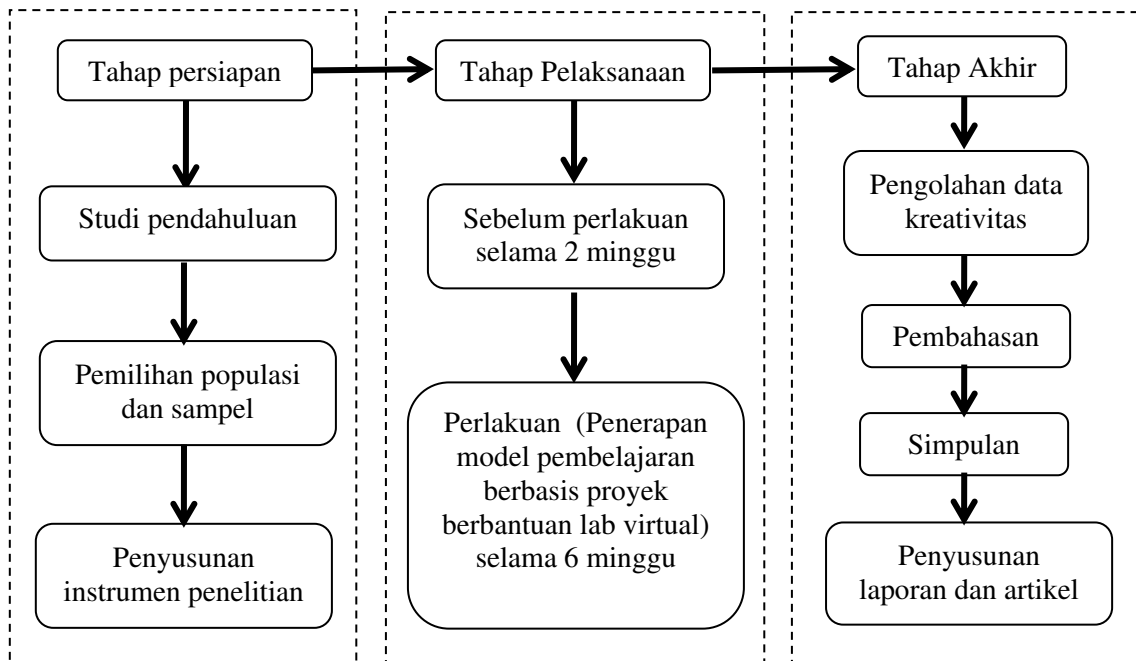 Tahap persiapan
Studi pendahuluan
Pemilihan populasi
dan sampel
Penyusunan
instrumen penelitian
Tahap Pelaksanaan
Sebelum perlakuan
selama 2 minggu
Perlakuan (Penerapan
model pembelajaran
berbasis proyek
berbantuan lab virtual)
selama 6 minggu
Tahap Akhir
Pengolahan data
kreativitas
Pembahasan
Simpulan
Penyusunan
laporan dan artikel